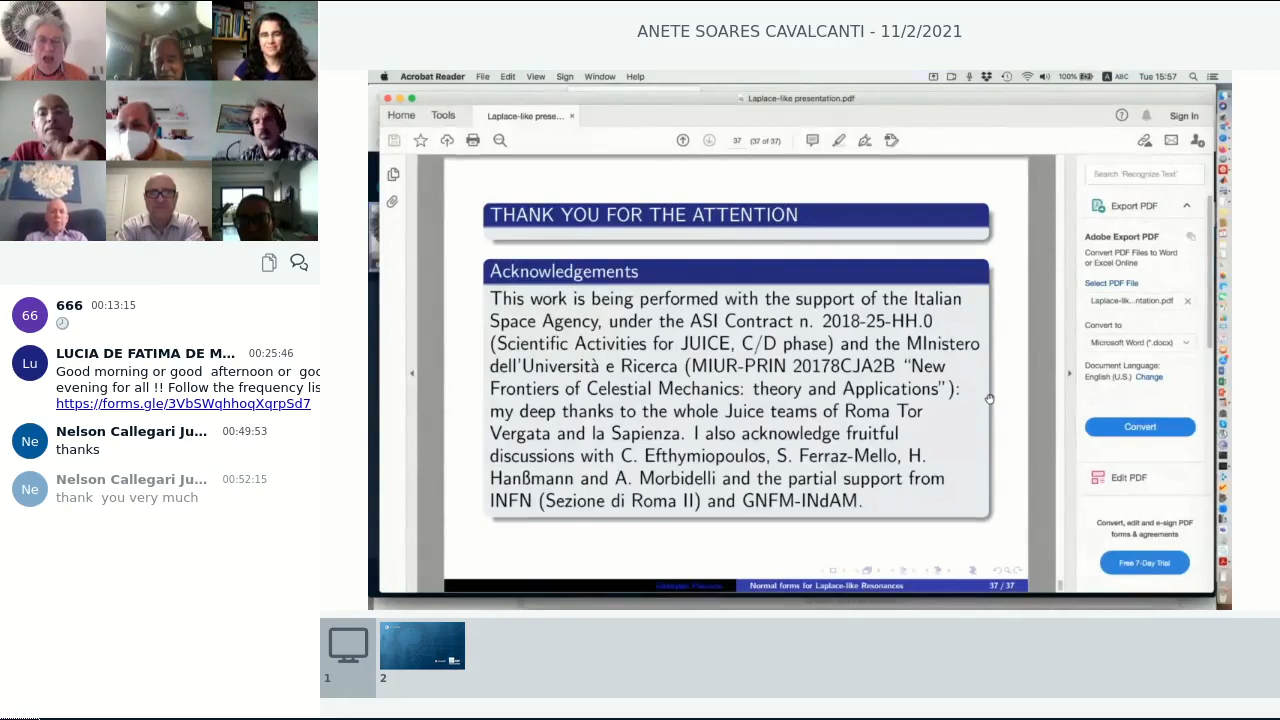 ANETE SOARES CAVALCANTI - 11/2/2021
Acrobat Reader File Edit View Sign Window Help
100% ABC Tue 15:57
Laplace-like presentation.pdf
Home Tools Laplace-like prese... × Sign In
37 (37 of 37)
THANK YOU FOR THE ATTENTION
Acknowledgements
This work is being performed with the support of the Italian
Space Agency, under the ASI Contract n. 2018-25-HH.0
(Scientific Activities for JUICE, C/D phase) and the MInistero
dell'Università e Ricerca (MIUR-PRIN 20178CJA2B “New
Frontiers of Celestial Mechanics: theory and Applications”):
my deep thanks to the whole Juice teams of Roma Tor
Vergata and la Sapienza. I also acknowledge fruitful
discussions with C. Efthymiopoulos, S. Ferraz-Mello, H.
Hanßmann and A. Morbidelli and the partial support from
INFN (Sezione di Roma II) and GNFM-INdAM.
Normal forms for Laplace-like Resonances 37 / 37
Search 'Recognize Text'
Export PDF
Adobe Export PDF
Convert PDF Files to Word
or Excel Online
Select PDF File
Laplace-lik...ntation.pdf ×
Convert to
Microsoft Word (*.docx)
Document Language:
English (U.S.) Change
Convert
Edit PDF
Convert, edit and e-sign PDF
forms & agreements
Free 7-Day Trial
66 666 00:13:15
Lu LUCIA DE FATIMA DE M... 00:25:46
Good morning or good afternoon or goo
evening for all !! Follow the frequency lis
https://forms.gle/3VbSWqhhoqXqrpSd7
Ne Nelson Callegari Ju... 00:49:53
thanks
Ne Nelson Callegari Ju... 00:52:15
thank you very much
1 2